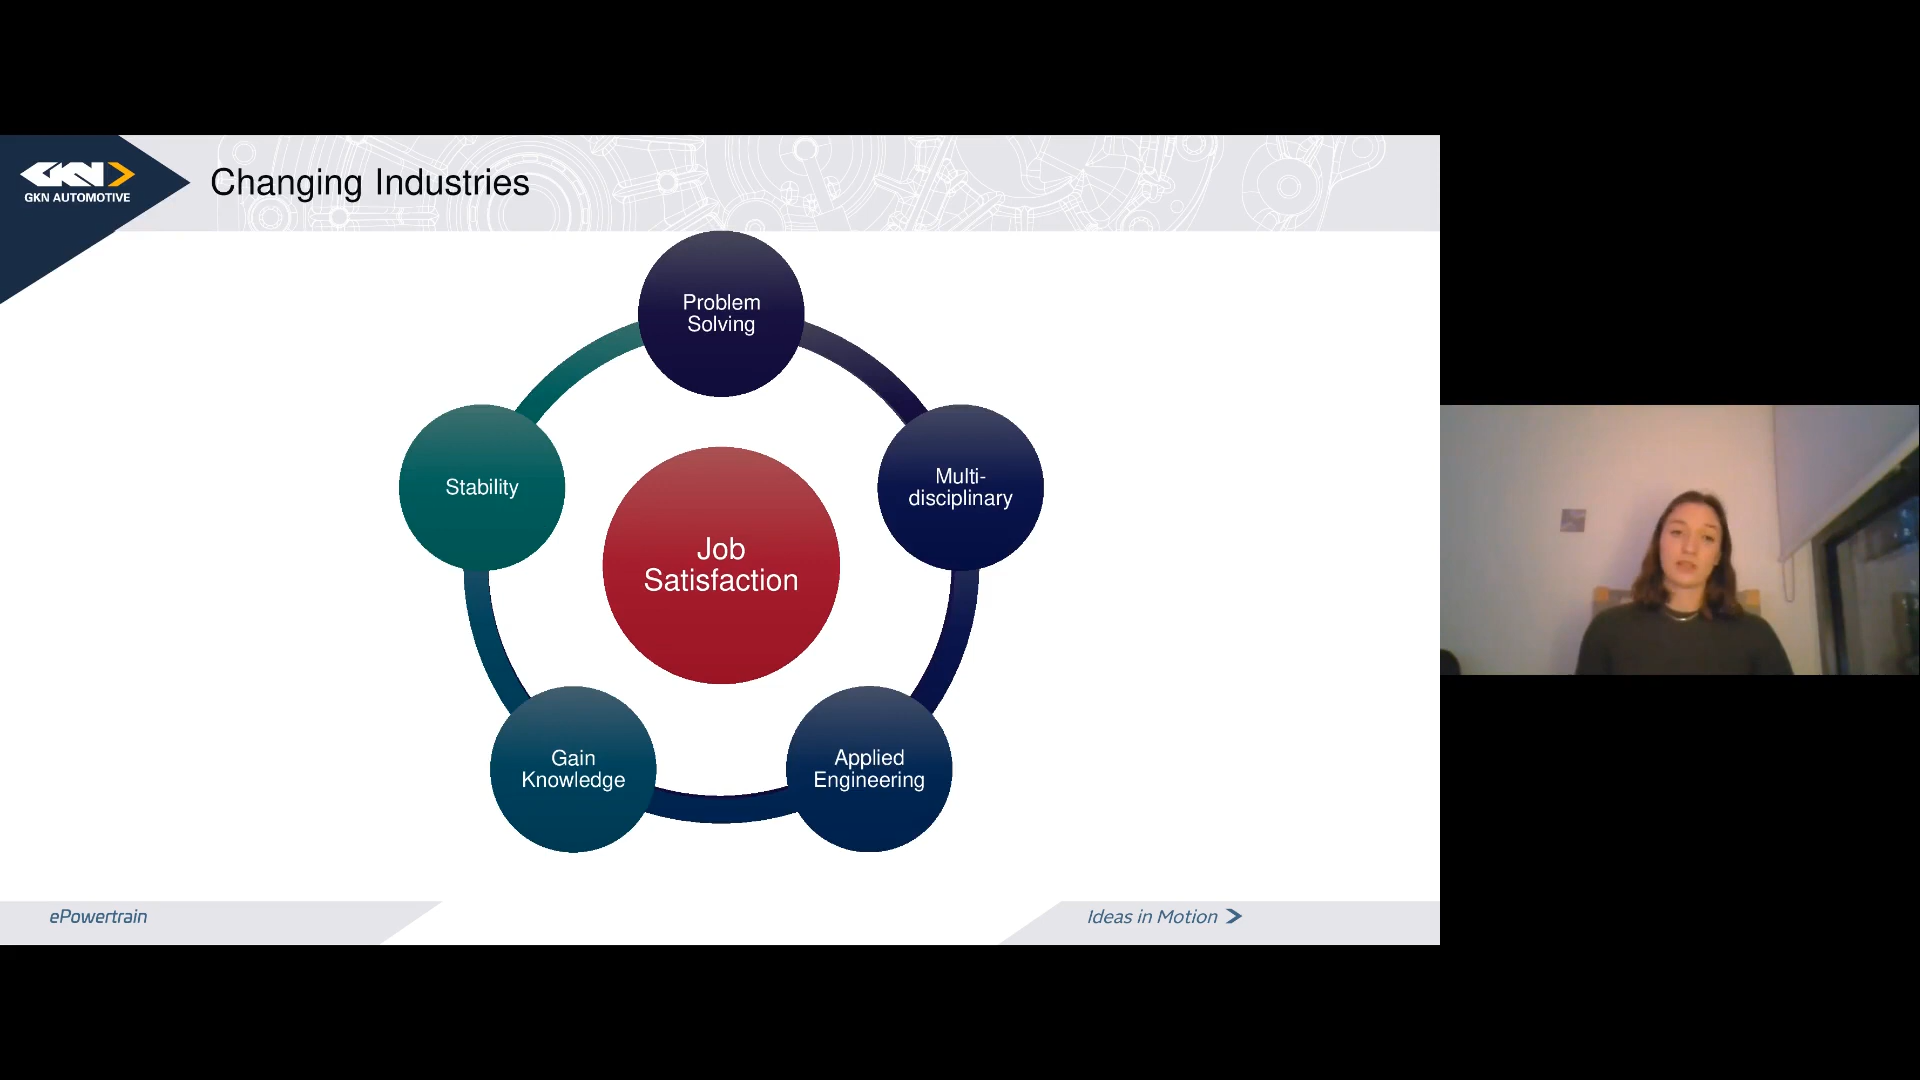 GKN
GKN AUTOMOTIVE
Changing Industries
Problem
Solving
Multi-
disciplinary
Stability
Job
Satisfaction
Gain
Knowledge
Applied
Engineering
ePowertrain
Ideas in Motion